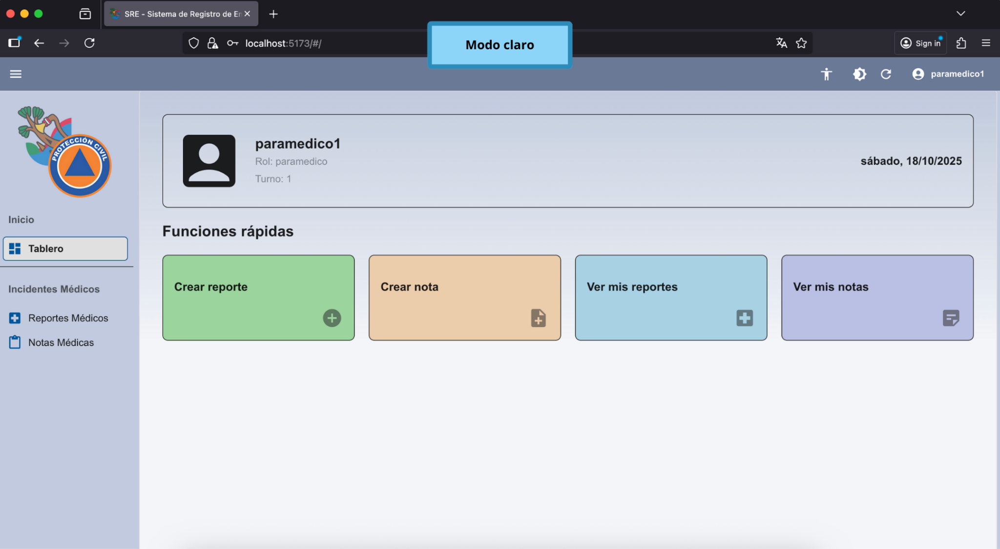 SRE - Sistema de Registro de En
Modo claro
localhost:5173/#/
Sign in
paramedico1
PROTECCIÓN CIVIL
paramedico1
Rol: paramedico
Turno: 1
sábado, 18/10/2025
Inicio
Tablero
Incidentes Médicos
Reportes Médicos
Notas Médicas
Funciones rápidas
Crear reporte
Crear nota
Ver mis reportes
Ver mis notas